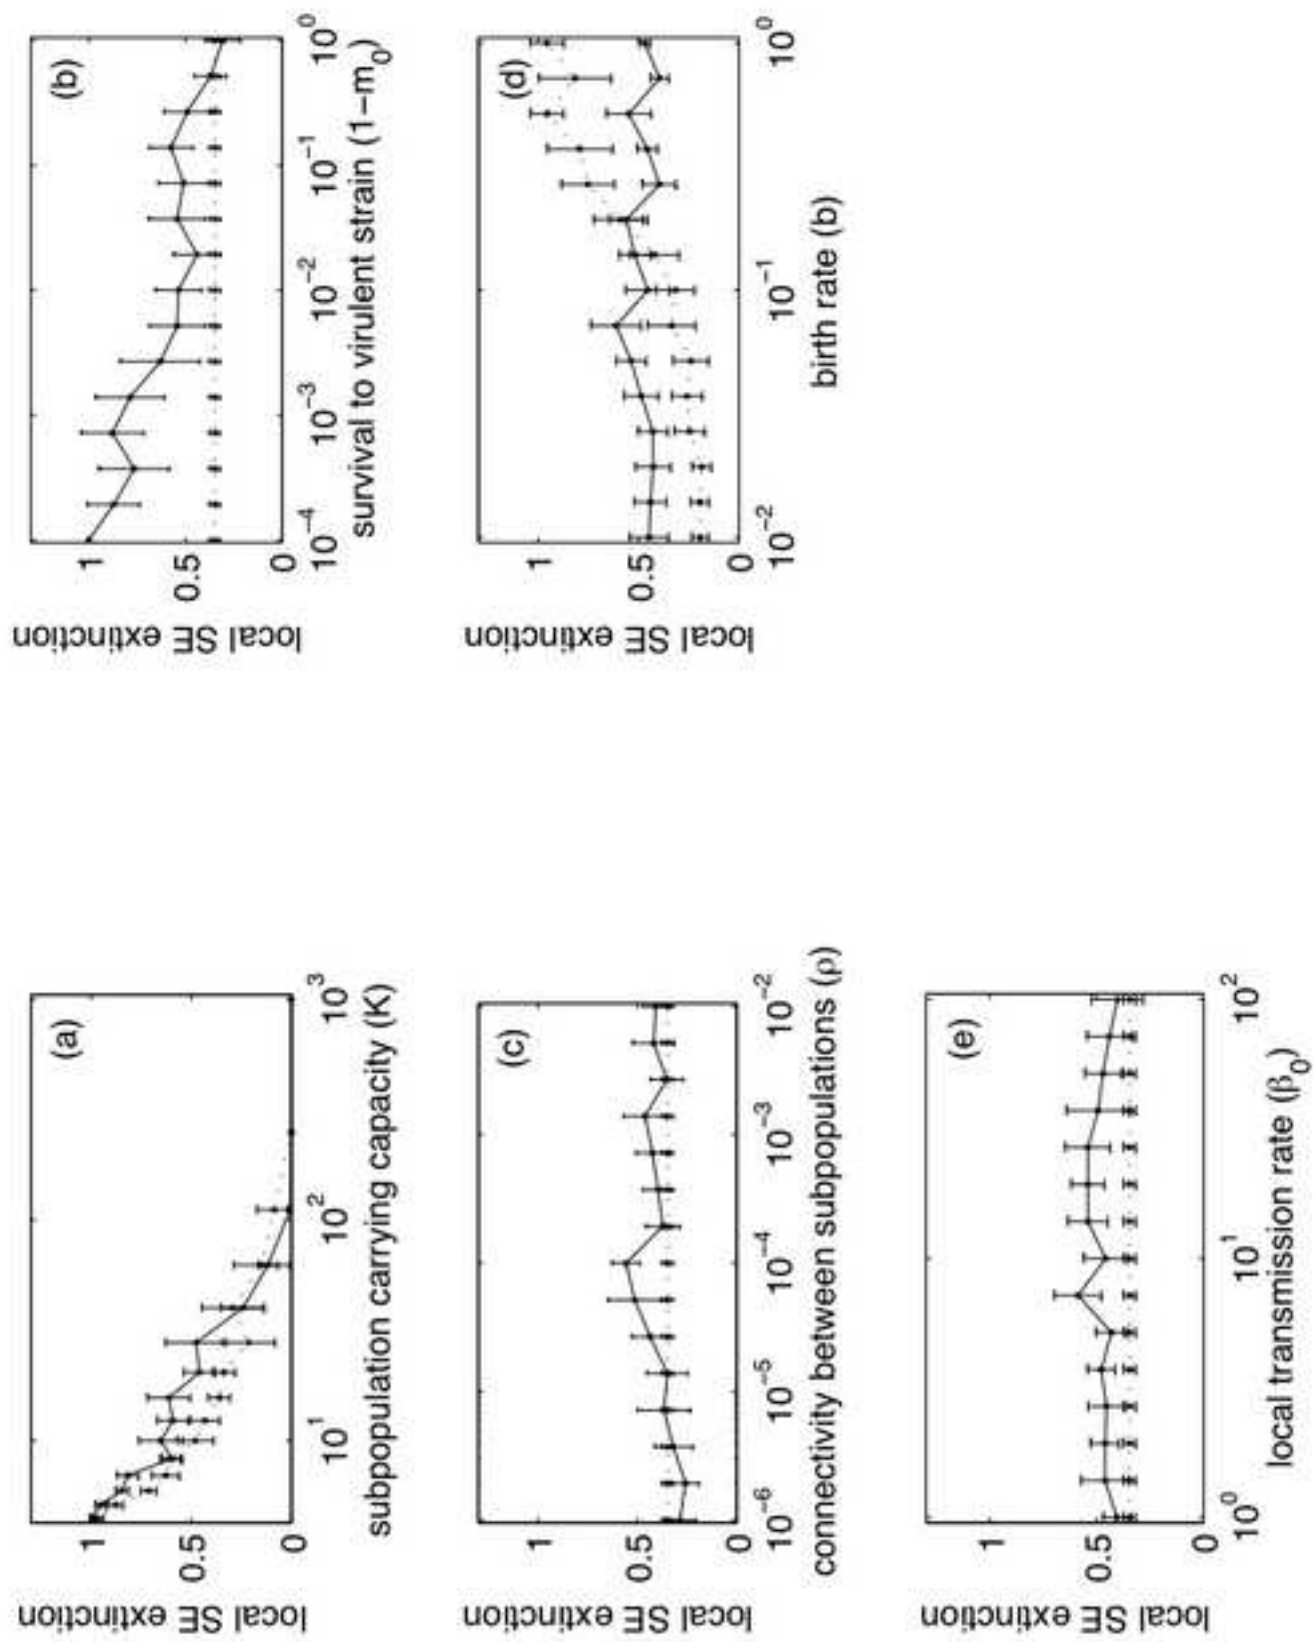 (a)
local SE extinction
1
0.5
0
10^1
10^2
10^3
subpopulation carrying capacity (K)
(b)
local SE extinction
1
0.5
0
10^−4
10^−3
10^−2
10^−1
10^0
survival to virulent strain (1−m_0)
(c)
local SE extinction
1
0.5
0
10^−6
10^−5
10^−4
10^−3
10^−2
connectivity between subpopulations (ρ)
(d)
local SE extinction
1
0.5
0
10^−2
10^−1
10^0
birth rate (b)
(e)
local SE extinction
1
0.5
0
10^0
10^1
10^2
local transmission rate (β_0)